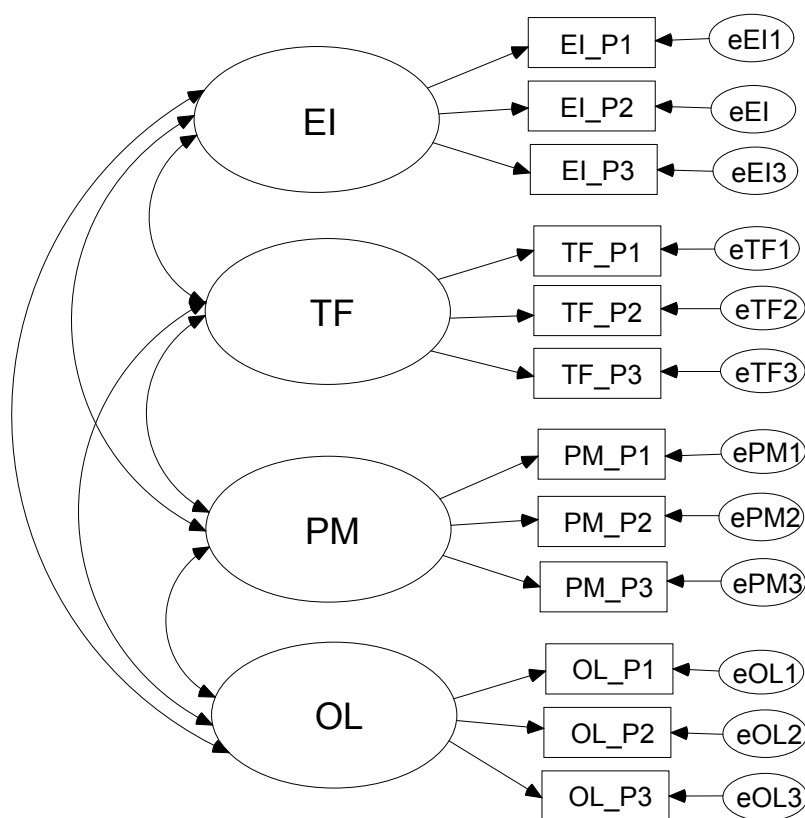 EI
EI_P1
eEI1
EI_P2
eEI
EI_P3
eEI3
TF
TF_P1
eTF1
TF_P2
eTF2
TF_P3
eTF3
PM
PM_P1
ePM1
PM_P2
ePM2
PM_P3
ePM3
OL
OL_P1
eOL1
OL_P2
eOL2
OL_P3
eOL3